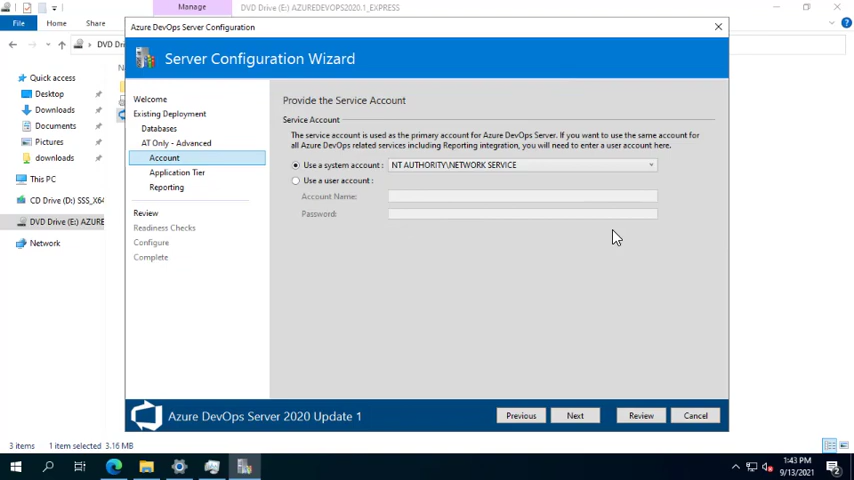 Manage
DVD Drive (E:) AZUREDEVOPS2020.1_EXPRESS
File
Home
Share
DVD Dri
Azure DevOps Server Configuration
Server Configuration Wizard
Quick access
Desktop
Downloads
Documents
Pictures
downloads
This PC
CD Drive (D:) SSS_X64
DVD Drive (E:) AZURE
Network
Welcome
Existing Deployment
Databases
AT Only - Advanced
Account
Application Tier
Reporting
Review
Readiness Checks
Configure
Complete
Provide the Service Account
Service Account
The service account is used as the primary account for Azure DevOps Server. If you want to use the same account for
all Azure DevOps related services including Reporting integration, you will need to enter a user account here.
Use a system account : NT AUTHORITY\NETWORK SERVICE
Use a user account :
Account Name:
Password:
Azure DevOps Server 2020 Update 1
Previous
Next
Review
Cancel
3 items
1 item selected 3.16 MB
1:43 PM
9/13/2021
2